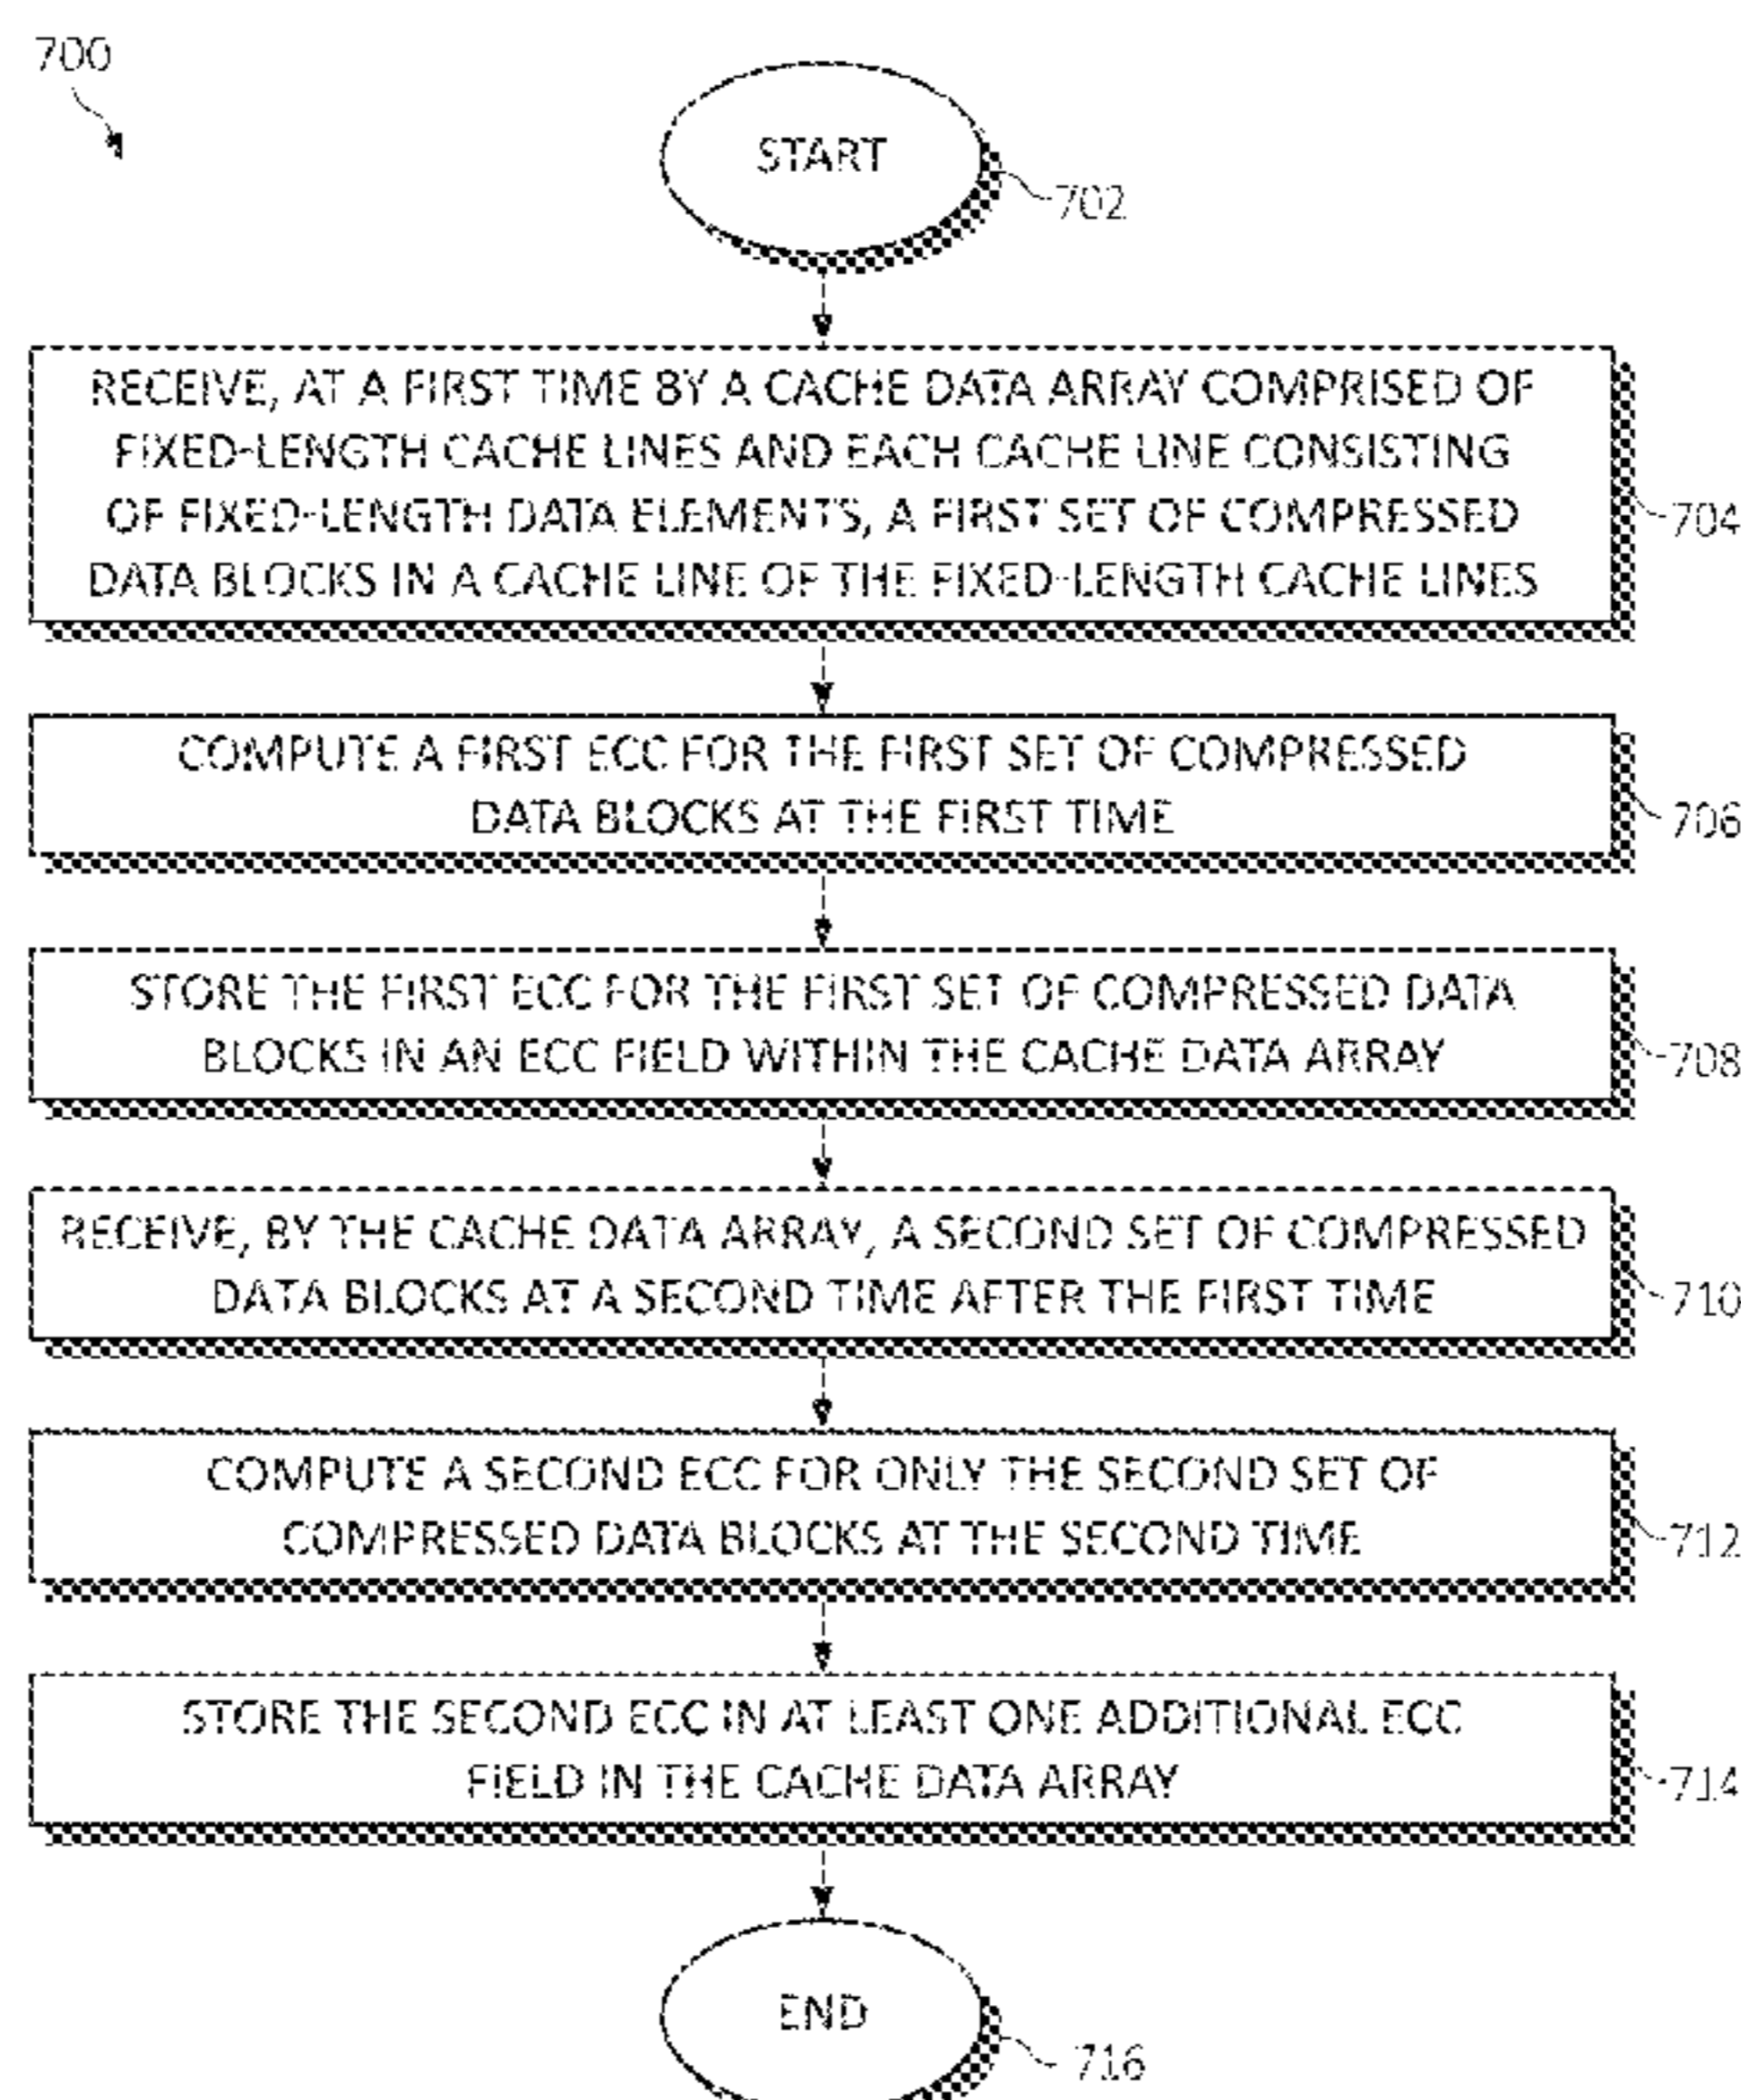 700
START
702
RECEIVE, AT A FIRST TIME BY A CACHE DATA ARRAY COMPRISED OF
FIXED-LENGTH CACHE LINES AND EACH CACHE LINE CONSISTING
OF FIXED-LENGTH DATA ELEMENTS, A FIRST SET OF COMPRESSED
DATA BLOCKS IN A CACHE LINE OF THE FIXED-LENGTH CACHE LINES
704
COMPUTE A FIRST ECC FOR THE FIRST SET OF COMPRESSED
DATA BLOCKS AT THE FIRST TIME
706
STORE THE FIRST ECC FOR THE FIRST SET OF COMPRESSED DATA
BLOCKS IN AN ECC FIELD WITHIN THE CACHE DATA ARRAY
708
RECEIVE, BY THE CACHE DATA ARRAY, A SECOND SET OF COMPRESSED
DATA BLOCKS AT A SECOND TIME AFTER THE FIRST TIME
710
COMPUTE A SECOND ECC FOR ONLY THE SECOND SET OF
COMPRESSED DATA BLOCKS AT THE SECOND TIME
712
STORE THE SECOND ECC IN AT LEAST ONE ADDITIONAL ECC
FIELD IN THE CACHE DATA ARRAY
714
END
716